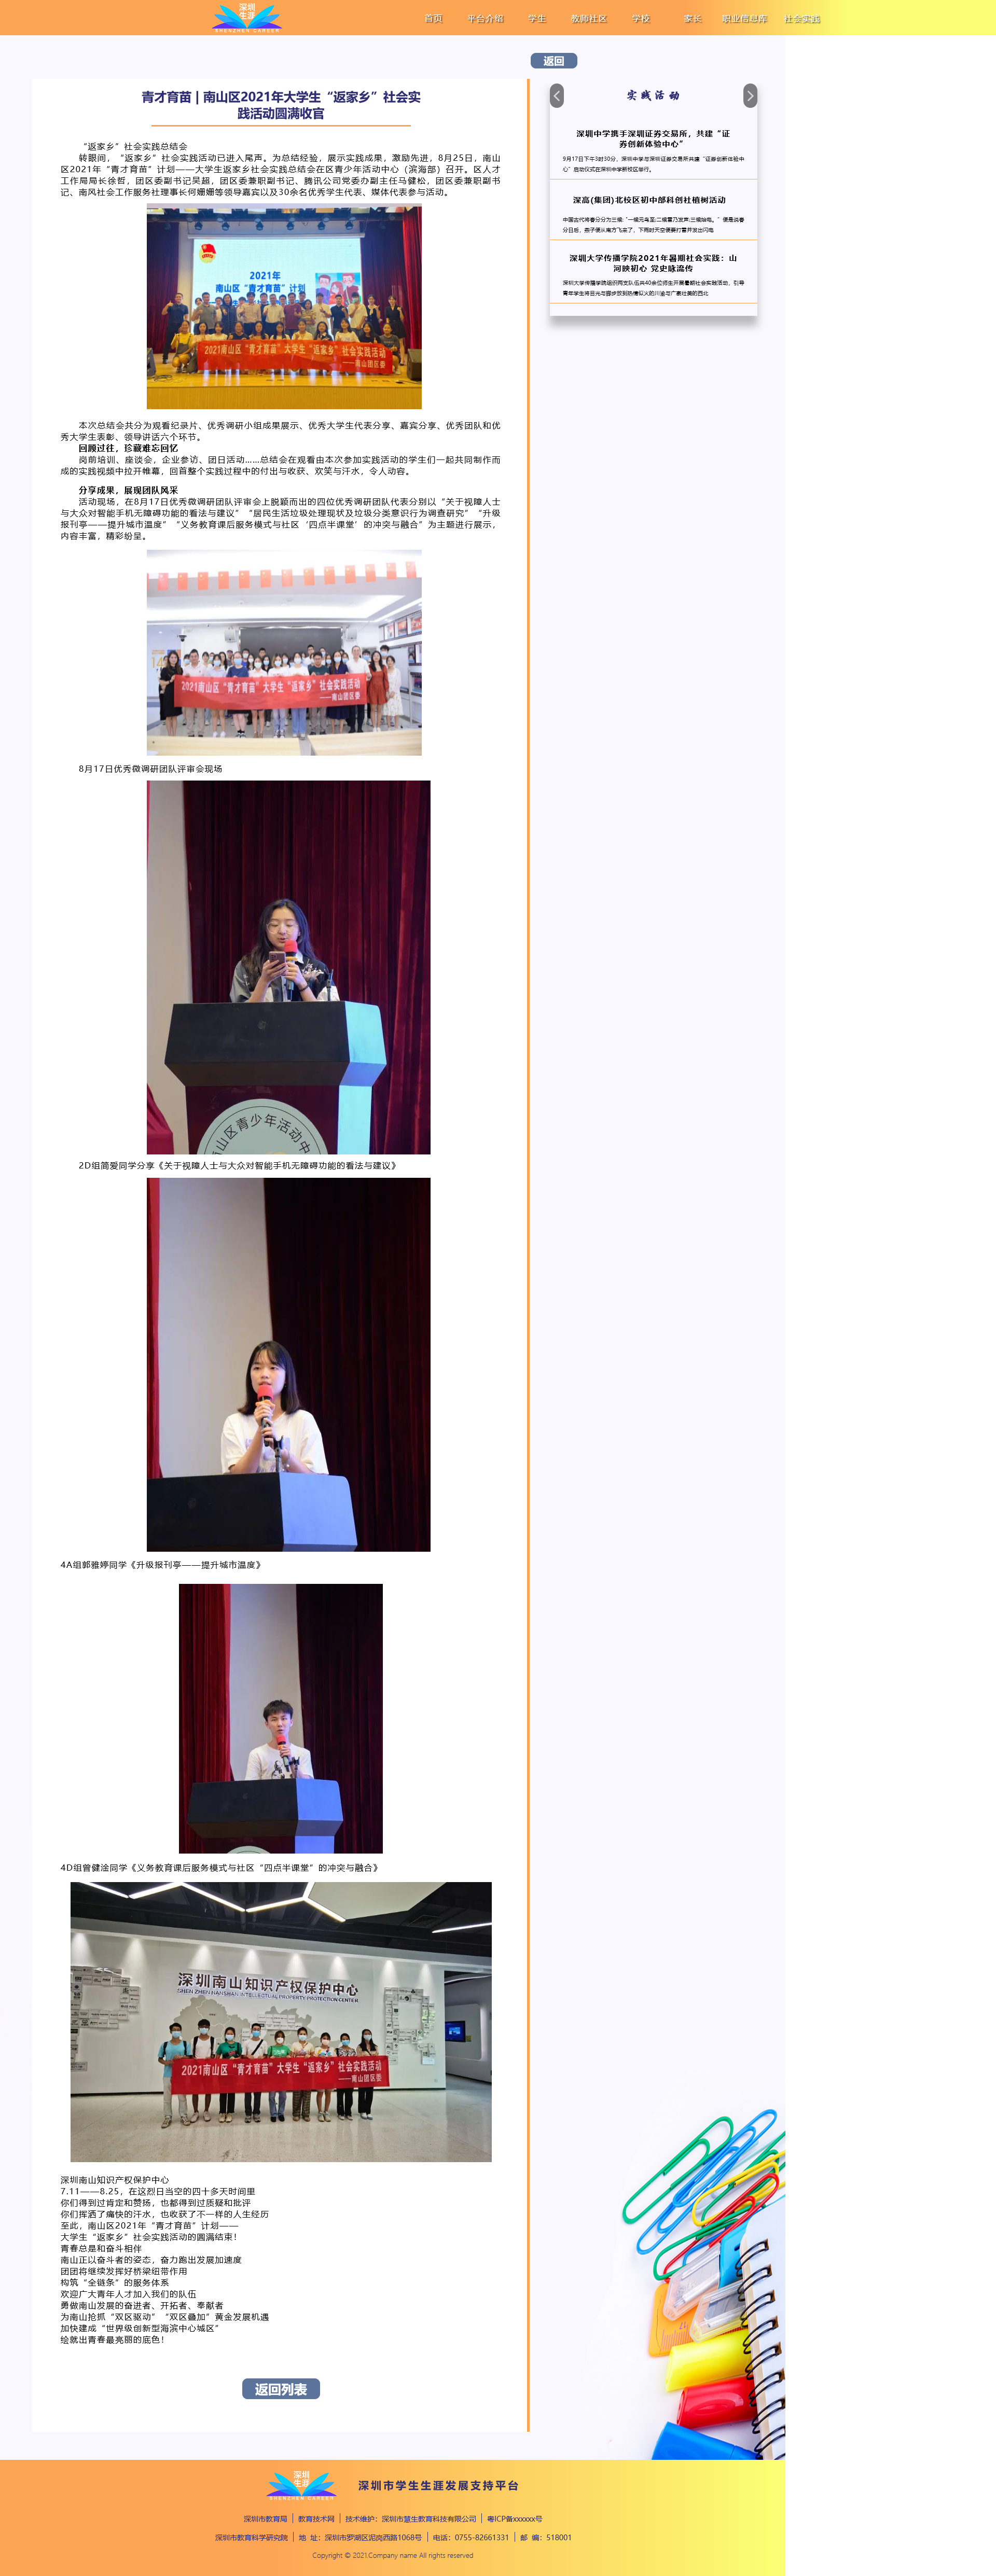 深圳
生涯
SHENZHEN CAREER
首页 平台介绍 学生 教师社区 学校 家长 职业信息库 社会实践
返回
青才育苗 | 南山区2021年大学生“返家乡”社会实
践活动圆满收官
“返家乡”社会实践总结会
转眼间，“返家乡”社会实践活动已进入尾声。为总结经验，展示实践成果，激励先进，8月25日，南山
区2021年“青才育苗”计划——大学生返家乡社会实践总结会在区青少年活动中心（滨海部）召开。区人才
工作局局长徐哲，团区委副书记吴超，团区委兼职副书记、腾讯公司党委办副主任马健松，团区委兼职副书
记、南风社会工作服务社理事长何姗姗等领导嘉宾以及30余名优秀学生代表、媒体代表参与活动。
2021年
南山区“青才育苗”计划
2021南山区“青才育苗”大学生“返家乡”社会实践活动
——南山团区委
本次总结会共分为观看纪录片、优秀调研小组成果展示、优秀大学生代表分享、嘉宾分享、优秀团队和优
秀大学生表彰、领导讲话六个环节。
回顾过往，珍藏难忘回忆
岗前培训、座谈会，企业参访、团日活动……总结会在观看由本次参加实践活动的学生们一起共同制作而
成的实践视频中拉开帷幕，回首整个实践过程中的付出与收获、欢笑与汗水，令人动容。
分享成果，展现团队风采
活动现场，在8月17日优秀微调研团队评审会上脱颖而出的四位优秀调研团队代表分别以“关于视障人士
与大众对智能手机无障碍功能的看法与建议”“居民生活垃圾处理现状及垃圾分类意识行为调查研究”“升级
报刊亭——提升城市温度”“义务教育课后服务模式与社区‘四点半课堂’的冲突与融合”为主题进行展示，
内容丰富，精彩纷呈。
2021南山区“青才育苗”大学生“返家乡”社会实践活动
——南山团区委
8月17日优秀微调研团队评审会现场
山区青少年活动中
2D组简爱同学分享《关于视障人士与大众对智能手机无障碍功能的看法与建议》
4A组郭雅婷同学《升级报刊亭——提升城市温度》
4D组曾健淦同学《义务教育课后服务模式与社区“四点半课堂”的冲突与融合》
深圳南山知识产权保护中心
SHEN ZHEN NANSHAN INTELLECTUAL PROPERTY PROTECTION CENTER
2021南山区“青才育苗”大学生“返家乡”社会实践活动
——南山团区委
深圳南山知识产权保护中心
7.11——8.25，在这烈日当空的四十多天时间里
你们得到过肯定和赞扬，也都得到过质疑和批评
你们挥洒了痛快的汗水，也收获了不一样的人生经历
至此，南山区2021年“青才育苗”计划——
大学生“返家乡”社会实践活动的圆满结束！
青春总是和奋斗相伴
南山正以奋斗者的姿态，奋力跑出发展加速度
团团将继续发挥好桥梁纽带作用
构筑“全链条”的服务体系
欢迎广大青年人才加入我们的队伍
勇做南山发展的奋进者、开拓者、奉献者
为南山抢抓“双区驱动”“双区叠加”黄金发展机遇
加快建成“世界级创新型海滨中心城区”
绘就出青春最亮丽的底色！
返回列表
实践活动
深圳中学携手深圳证券交易所，共建“证
券创新体验中心”
9月17日下午3时30分，深圳中学与深圳证券交易所共建“证券创新体验中
心”启动仪式在深圳中学新校区举行。
深高(集团)北校区初中部科创社植树活动
中国古代将春分分为三候:“一候元鸟至;二候雷乃发声;三候始电。”便是说春
分日后，燕子便从南方飞来了，下雨时天空便要打雷并发出闪电
深圳大学传播学院2021年暑期社会实践：山
河映初心 党史咏流传
深圳大学传播学院组织两支队伍共40余位师生开展暑期社会实践活动，引导
青年学生将目光与脚步放到热情似火的川渝与广袤壮美的西北
深圳
生涯
SHENZHEN CAREER
深圳市学生生涯发展支持平台
深圳市教育局 教育技术网 技术维护：深圳市慧生教育科技有限公司 粤ICP备xxxxxx号
深圳市教育科学研究院 地 址：深圳市罗湖区泥岗西路1068号 电话：0755-82661331 邮 编：518001
Copyright © 2021.Company name All rights reserved